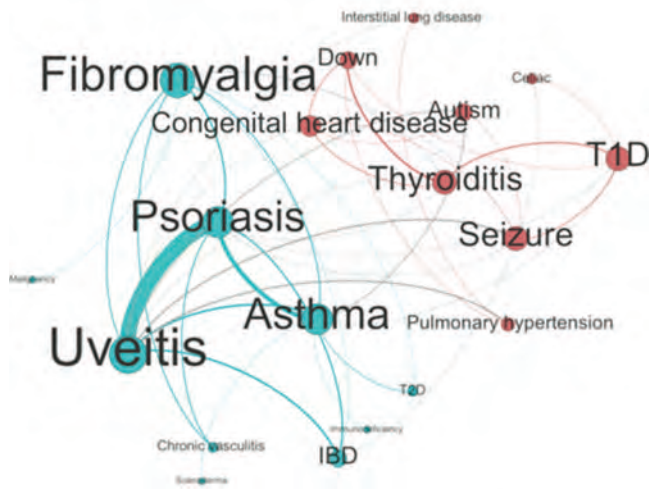 Interstitial lung disease
Down
Fibromyalgia
Celiac
Autism
Congenital heart disease
T1D
Thyroiditis
Psoriasis
Seizure
Malignancy
Asthma
Pulmonary hypertension
Uveitis
T2D
Immunodeficiency
Chronic vasculitis
IBD
Scleroderma